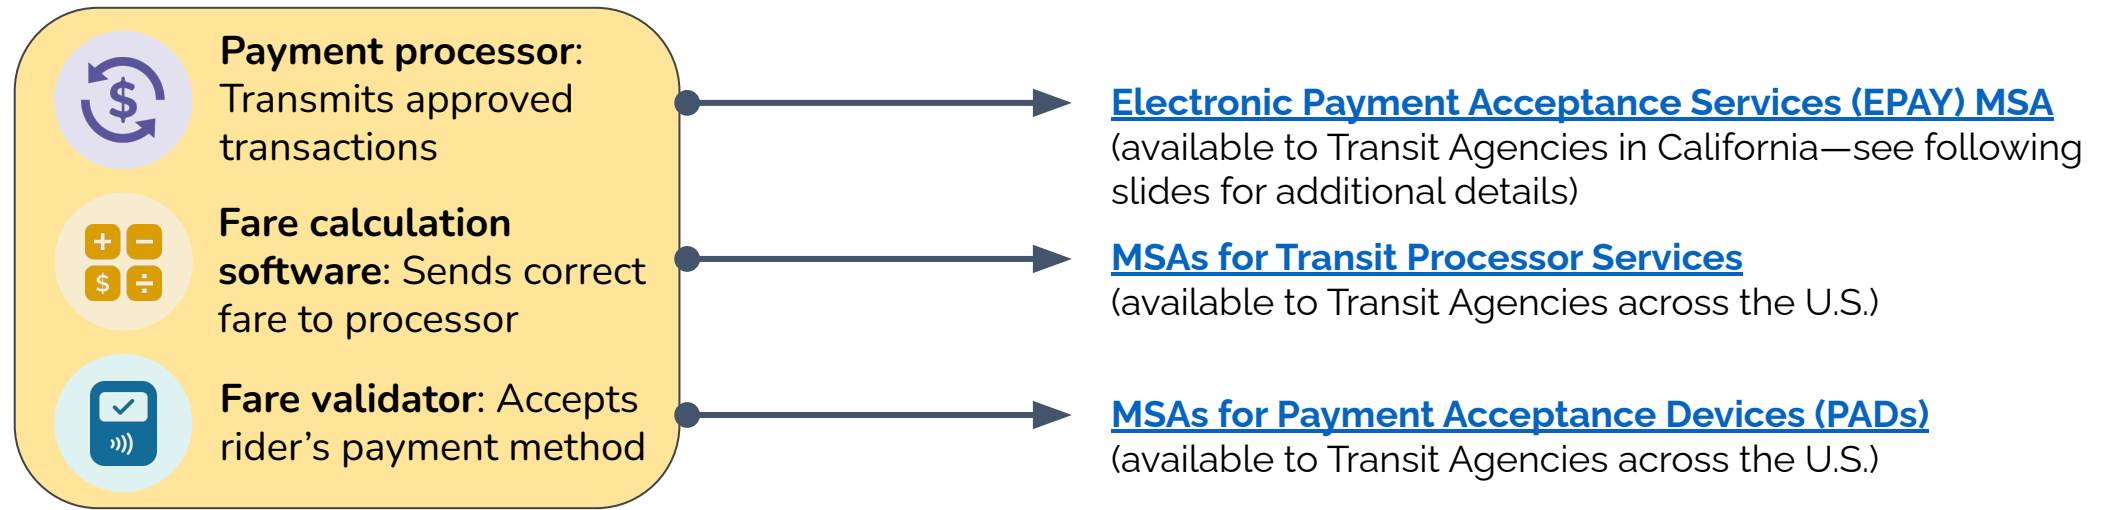 Payment processor:
Transmits approved
transactions
Electronic Payment Acceptance Services (EPAY) MSA
(available to Transit Agencies in California—see following
slides for additional details)
Fare calculation
software: Sends correct
fare to processor
MSAs for Transit Processor Services
(available to Transit Agencies across the U.S.)
Fare validator: Accepts
rider’s payment method
MSAs for Payment Acceptance Devices (PADs)
(available to Transit Agencies across the U.S.)